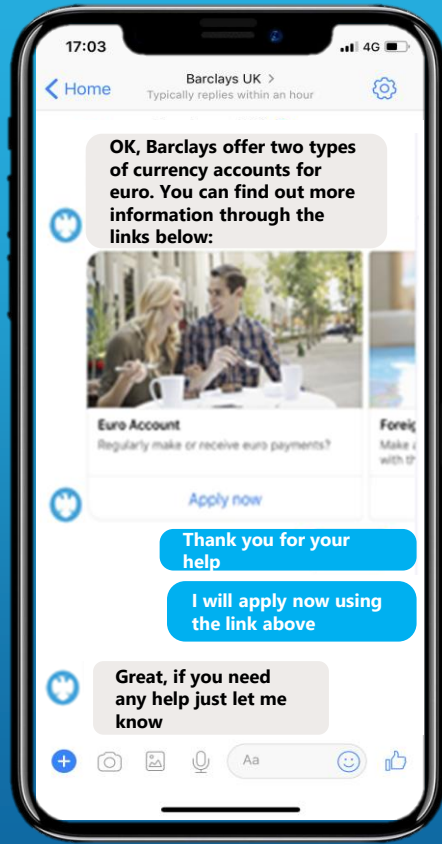 17:03
4G
Home
Barclays UK >
Typically replies within an hour
OK, Barclays offer two types
of currency accounts for
euro. You can find out more
information through the
links below:
Euro Account
Regularly make or receive euro payments?
Apply now
Foreig
Make a
with th
Thank you for your
help
I will apply now using
the link above
Great, if you need
any help just let me
know
Aa